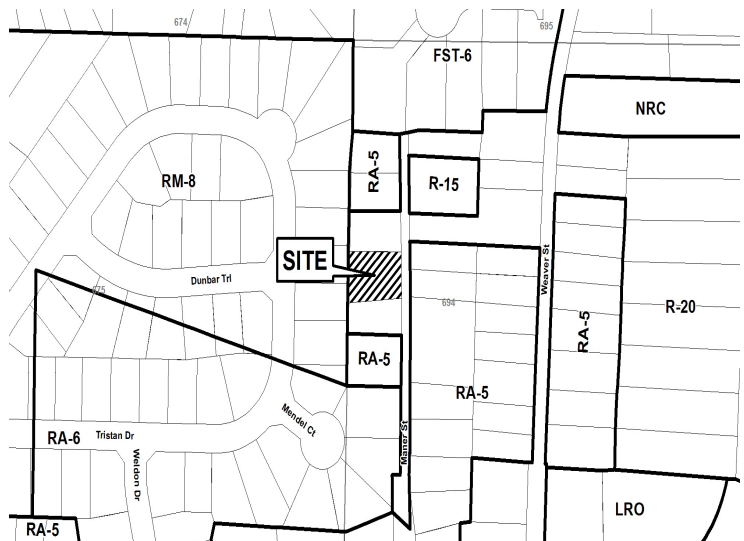 674
695
FST-6
NRC
RA-5
RM-8
R-15
SITE
Weaver St
Dunbar Trl
675
694
RA-5
R-20
RA-5
RA-5
Mendel Ct
Maner St
RA-6
Tristan Dr
Weldon Dr
LRO
RA-5